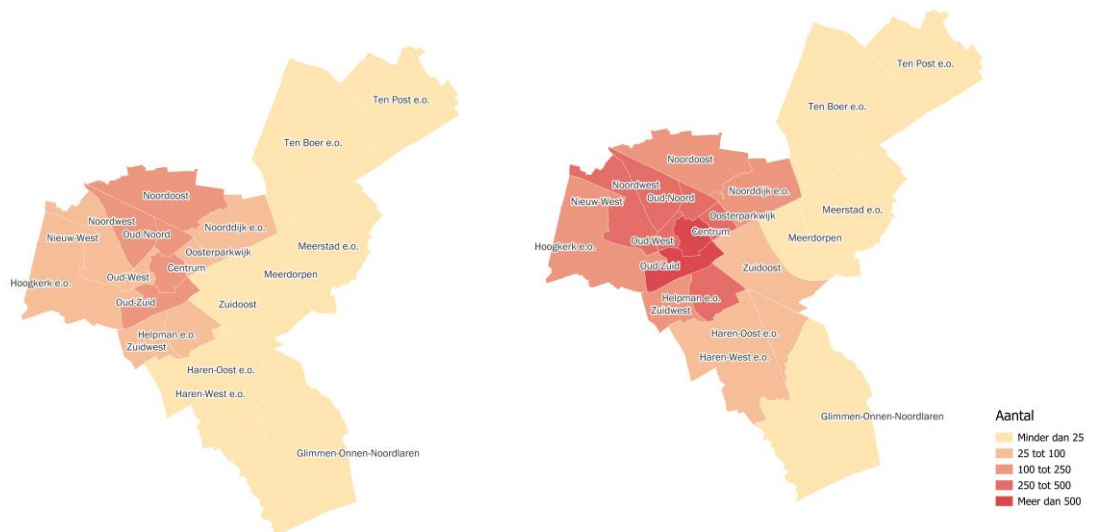 Ten Post e.o.
Ten Boer e.o.
Noordoost
Noordwest
Noorddijk e.o.
Oud-Noord
Nieuw-West
Meerstad e.o.
Oosterparkwijk
Centrum
Meerdorpen
Oud-West
Hoogkerk e.o.
Oud-Zuid
Zuidoost
Helpman e.o.
Zuidwest
Haren-Oost e.o.
Haren-West e.o.
Glimmen-Onnen-Noordlaren
Ten Post e.o.
Ten Boer e.o.
Noordoost
Noordwest
Noorddijk e.o.
Oud-Noord
Nieuw-West
Meerstad e.o.
Oosterparkwijk
Centrum
Meerdorpen
Oud West
Hoogkerk e.o.
Oud Zuid
Zuidoost
Helpman e.o.
Zuidwest
Haren-Oost e.o.
Haren-West e.o.
Glimmen-Onnen-Noordlaren
Aantal
Minder dan 25
25 tot 100
100 tot 250
250 tot 500
Meer dan 500